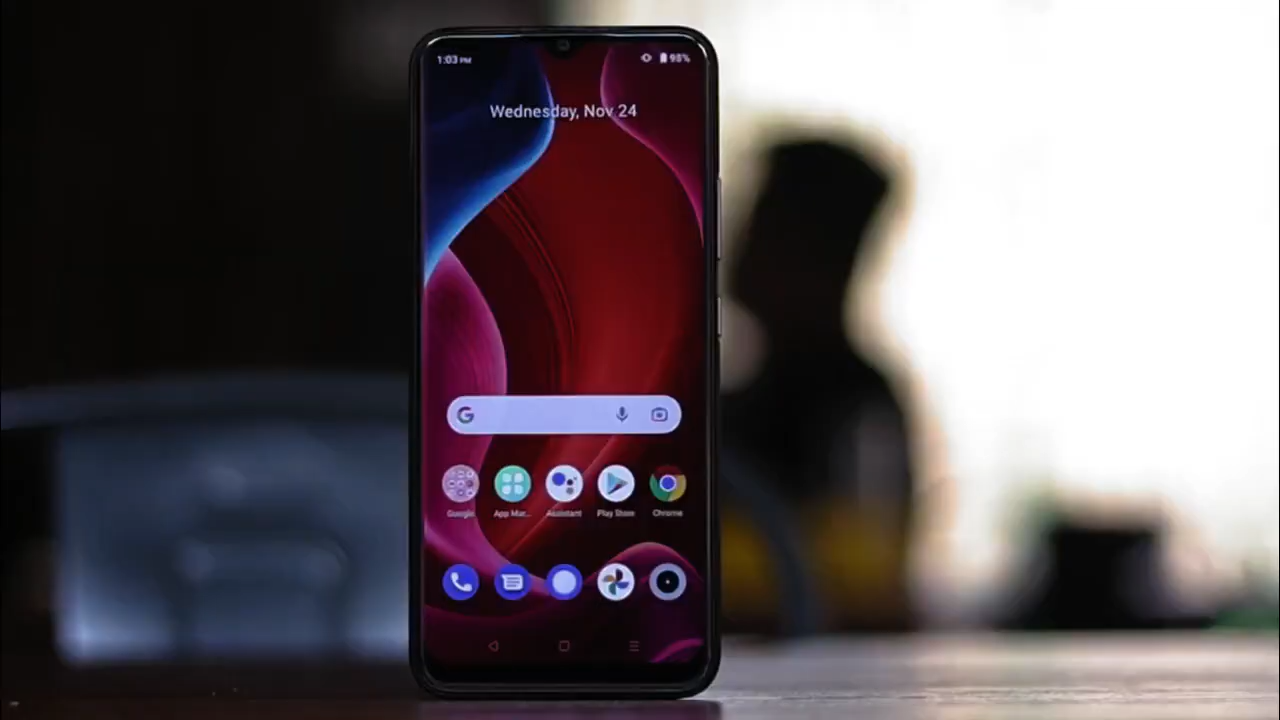 1:03 PM
98%
Wednesday, Nov 24
Google
App Mar...
Assistant
Play Store
Chrome